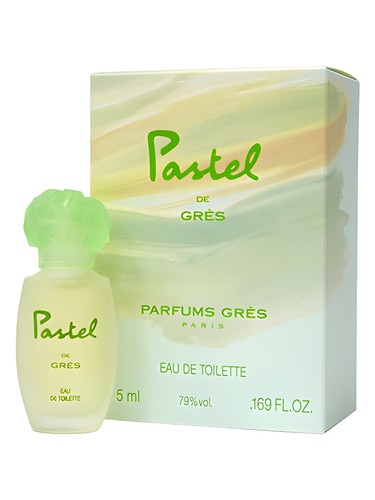 Pastel
DE
GRÈS
PARFUMS GRÈS
PARIS
EAU DE TOILETTE
5 ml 79% vol. .169 FL.OZ.
Pastel
DE
GRÈS
EAU
DE TOILETTE